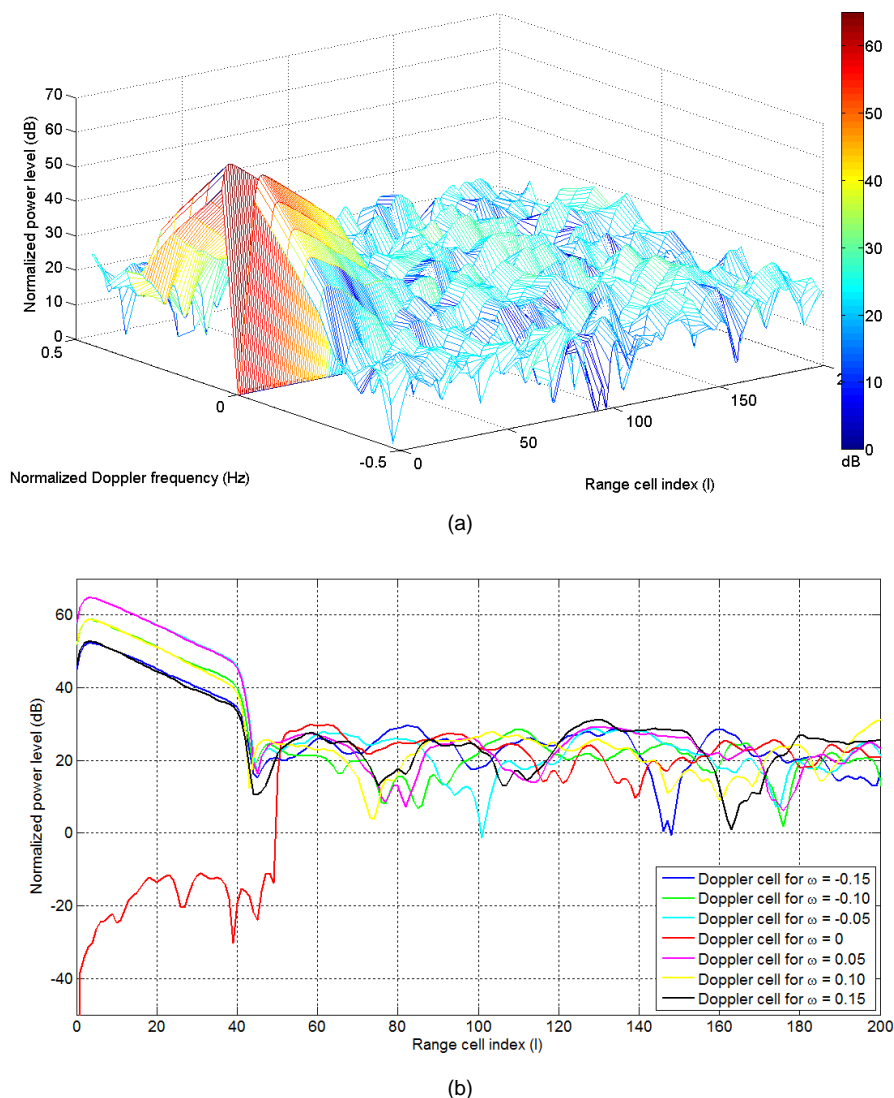 70
60
50
40
30
20
10
0
Normalized power level (dB)
0.5
0
-0.5
Normalized Doppler frequency (Hz)
0
50
100
150
2
Range cell index (l)
60
50
40
30
20
10
0
dB
(a)
60
40
20
0
-20
-40
Normalized power level (dB)
Doppler cell for ω = -0.15
Doppler cell for ω = -0.10
Doppler cell for ω = -0.05
Doppler cell for ω = 0
Doppler cell for ω = 0.05
Doppler cell for ω = 0.10
Doppler cell for ω = 0.15
0 20 40 60 80 100 120 140 160 180 200
Range cell index (l)
(b)